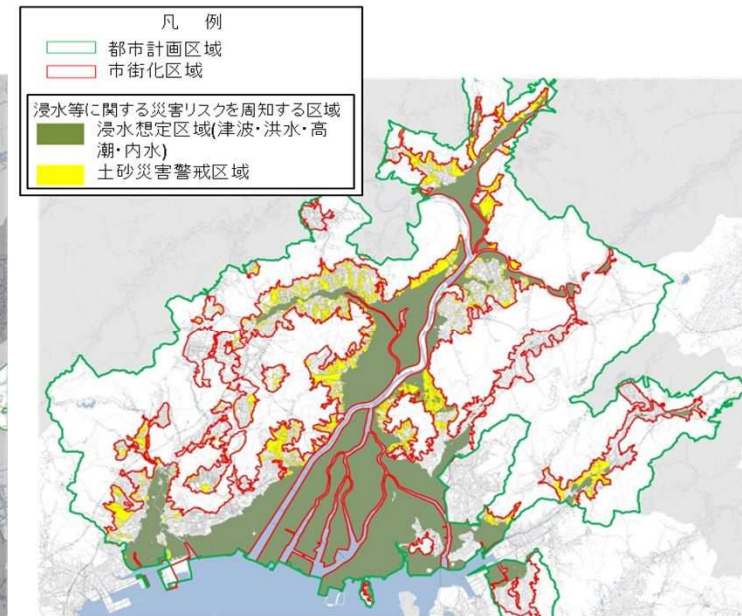 凡 例
都市計画区域
市街化区域
浸水等に関する災害リスクを周知する区域
浸水想定区域(津波・洪水・高
潮・内水)
土砂災害警戒区域